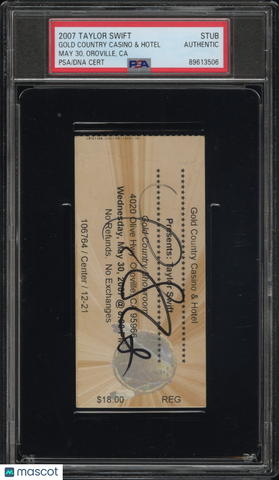 2007 TAYLOR SWIFT STUB
GOLD COUNTRY CASINO & HOTEL AUTHENTIC
MAY 30, OROVILLE, CA PSA
PSA/DNA CERT 89613506
Gold Country Casino & Hotel
Presents: Taylor Swift
Gold Country Showroom
4020 Olive Hwy Oroville, CA 95966
Wednesday, May 30, 2007 @ PM
No Refunds. No Exchanges
106764 / Center / 12-21
$18.00 REG
m mascot